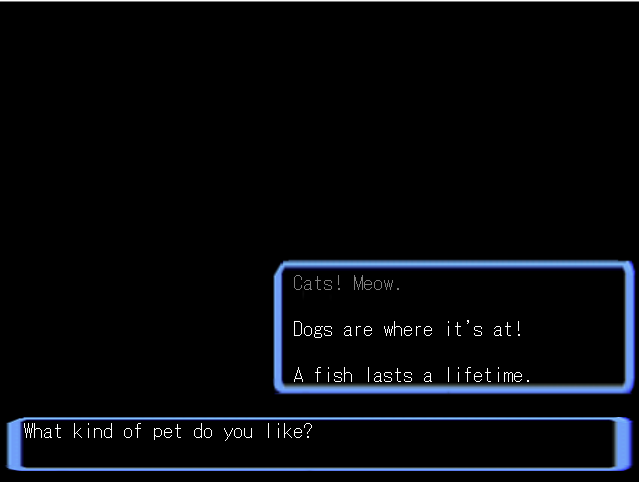 Cats! Meow.
Dogs are where it's at!
A fish lasts a lifetime.
What kind of pet do you like?